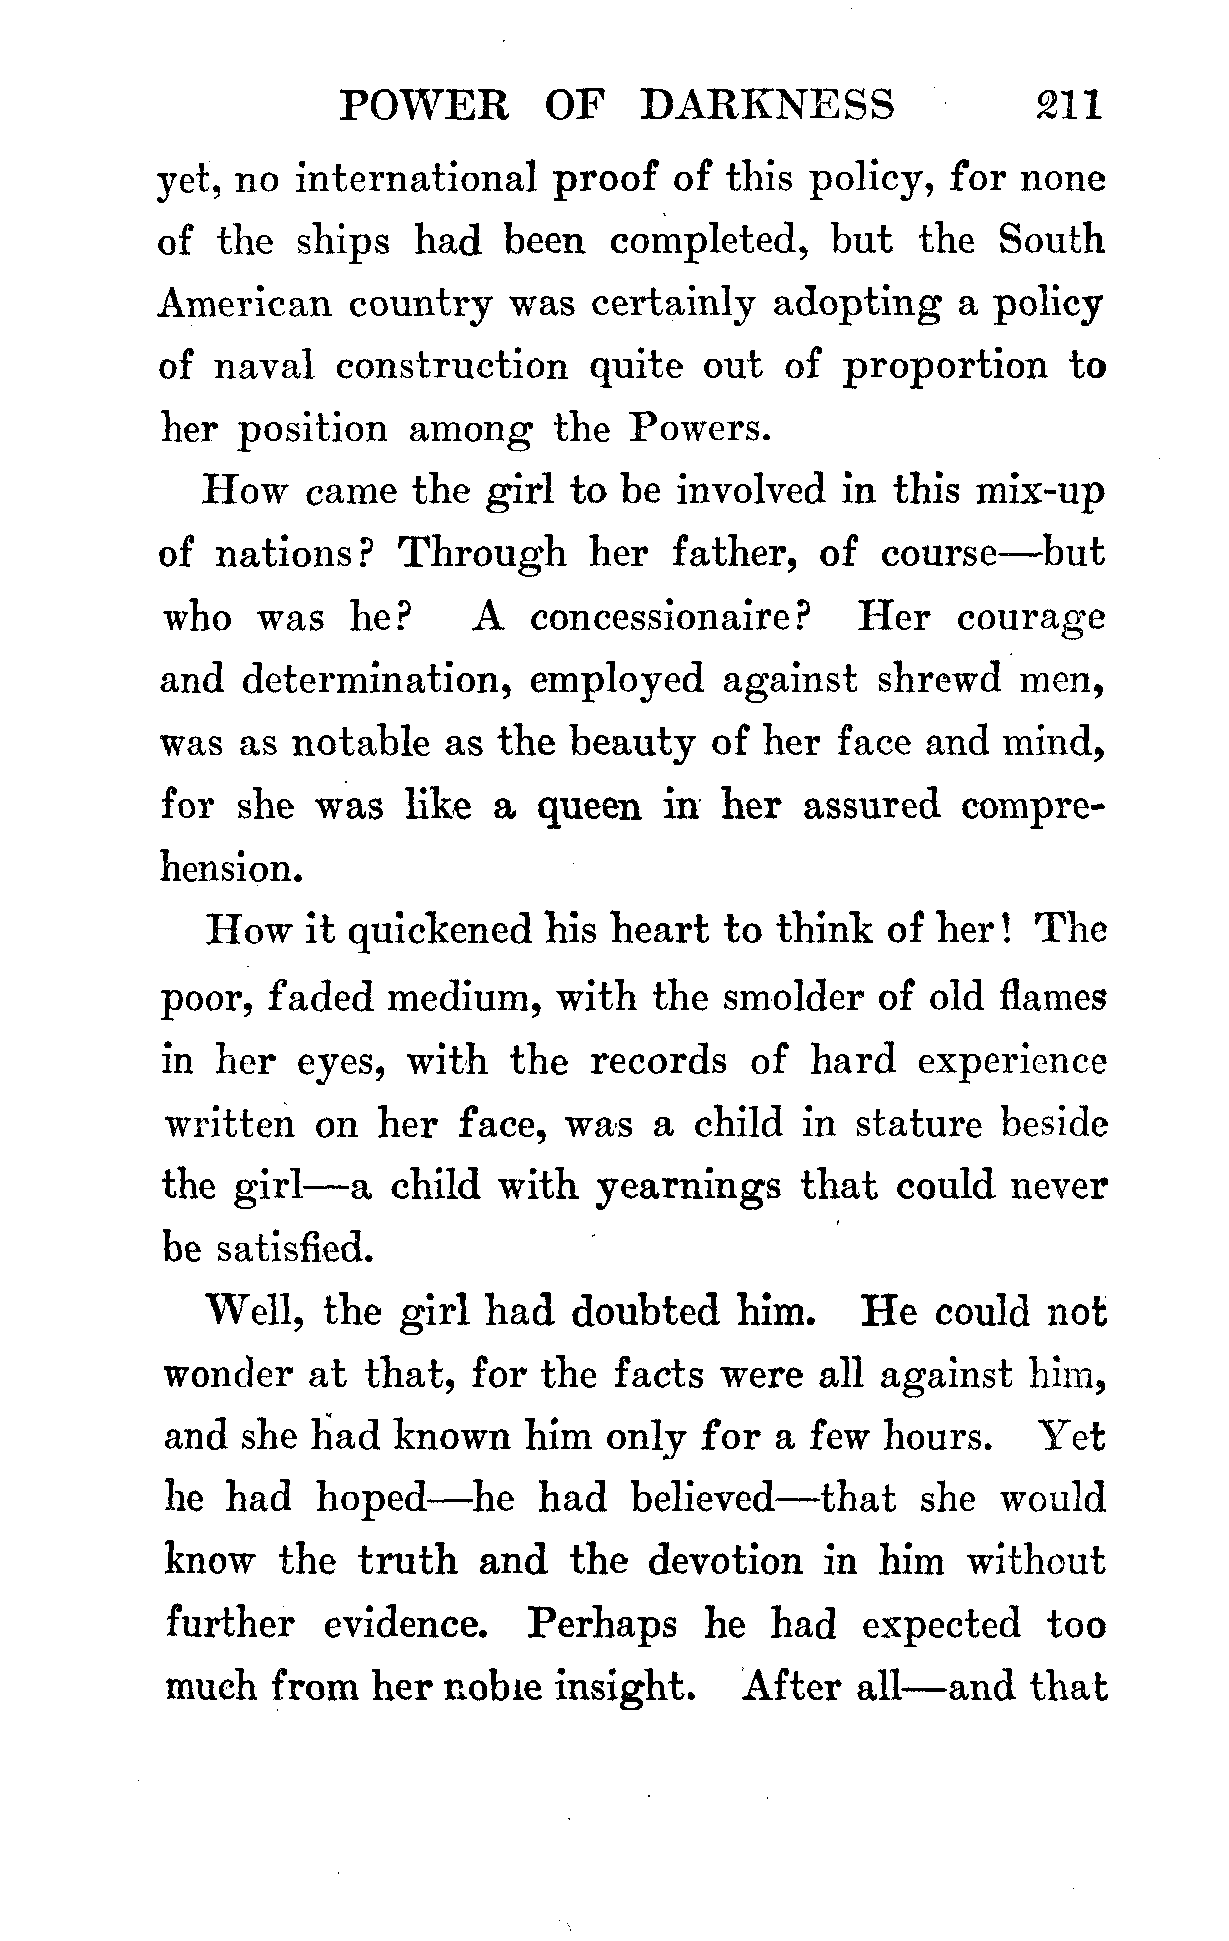 POWER OF DARKNESS 211
yet, no international proof of this policy, for none
of the ships had been completed, but the South
American country was certainly adopting a policy
of naval construction quite out of proportion to
her position among the Powers.
How came the girl to be involved in this mix-up
of nations? Through her father, of course—but
who was he? A concessionaire? Her courage
and determination, employed against shrewd men,
was as notable as the beauty of her face and mind,
for she was like a queen in her assured compre-
hension.
How it quickened his heart to think of her! The
poor, faded medium, with the smolder of old flames
in her eyes, with the records of hard experience
written on her face, was a child in stature beside
the girl—a child with yearnings that could never
be satisfied.
Well, the girl had doubted him. He could not
wonder at that, for the facts were all against him,
and she had known him only for a few hours. Yet
he had hoped—he had believed—that she would
know the truth and the devotion in him without
further evidence. Perhaps he had expected too
much from her noble insight. After all—and that